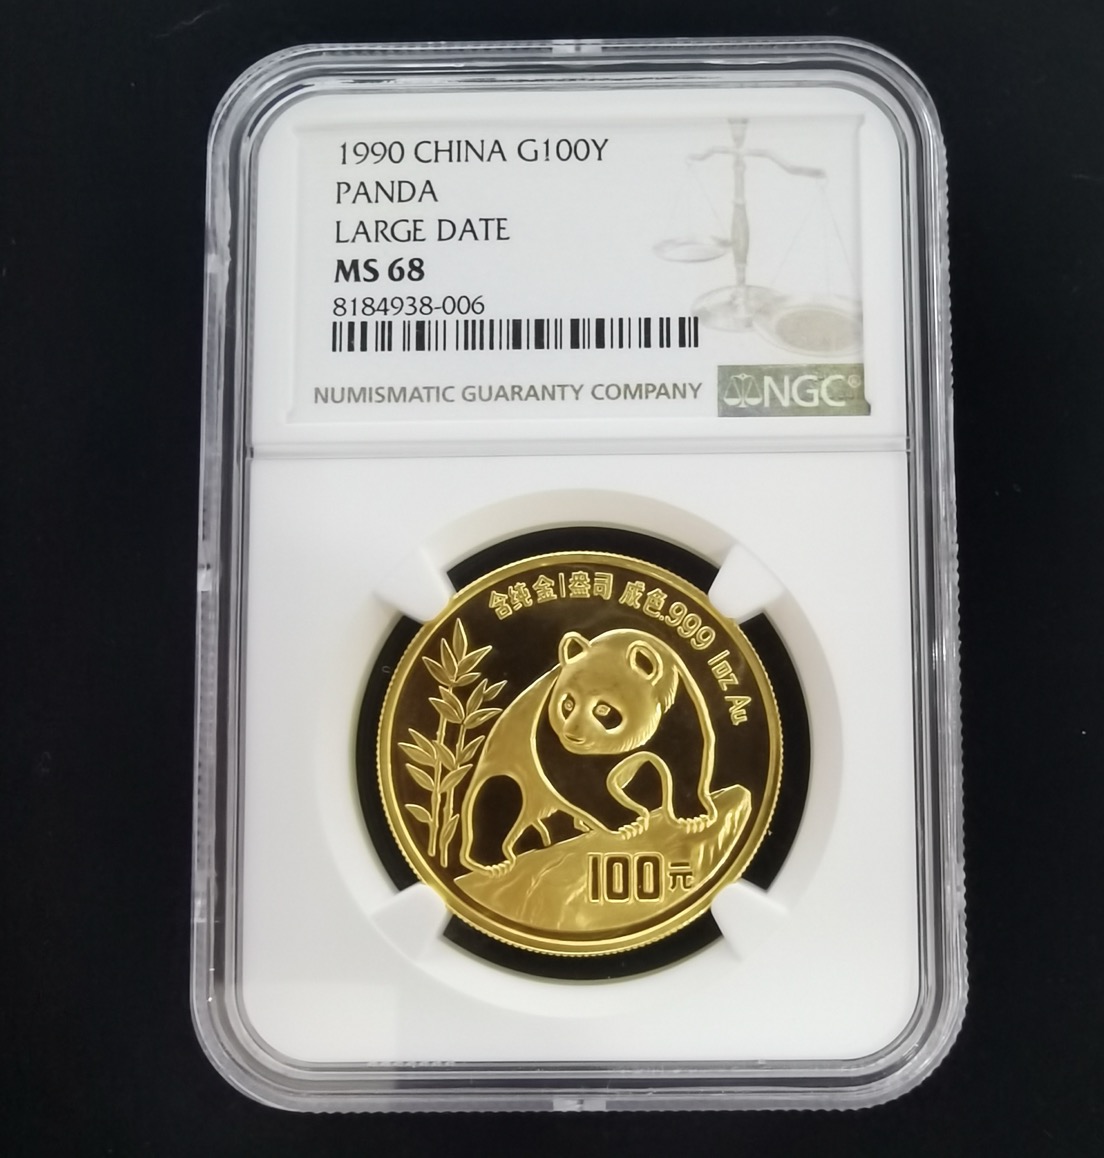 1990 CHINA G100Y
PANDA
LARGE DATE
MS 68
8184938-006
NUMISMATIC GUARANTY COMPANY
NGC®
含纯金1盎司 成色.999 1oz Au
100元